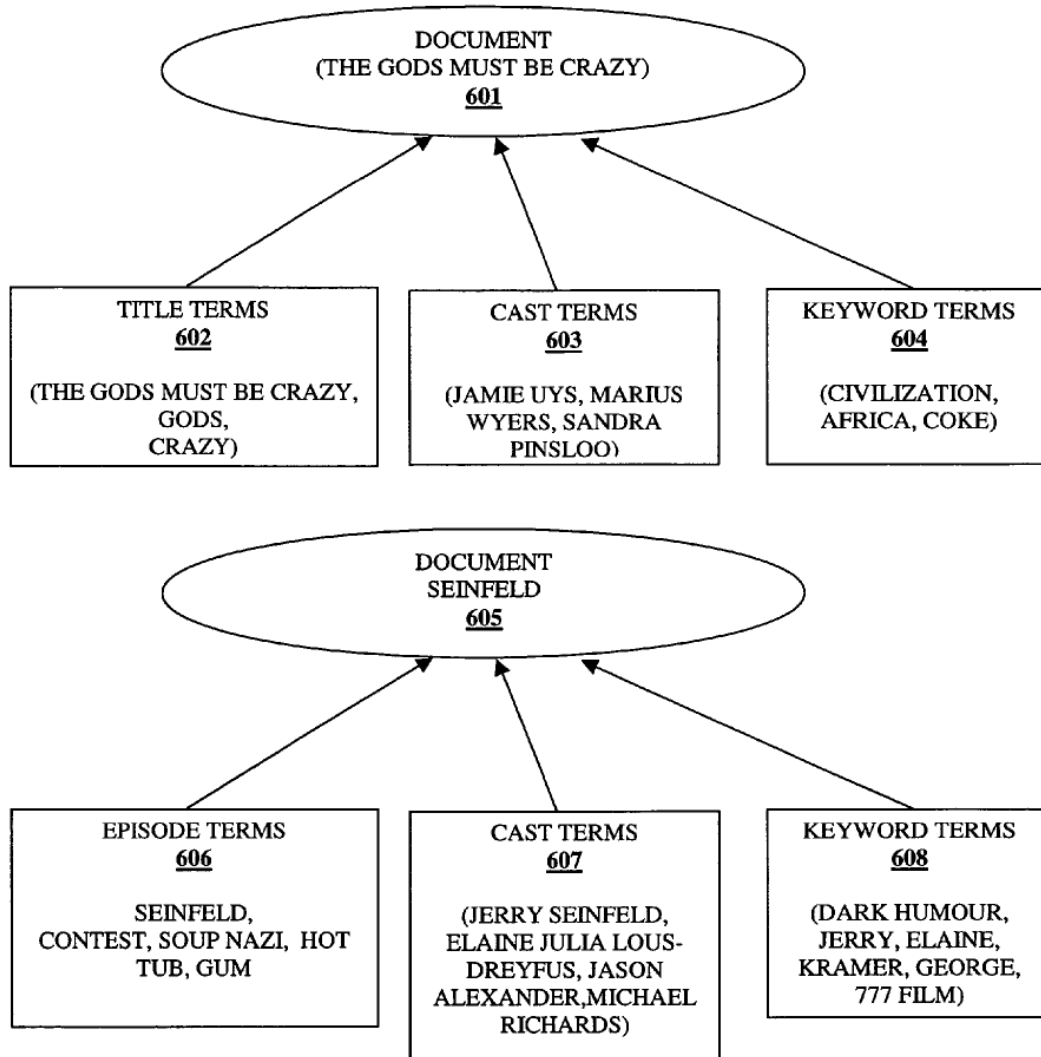 DOCUMENT
(THE GODS MUST BE CRAZY)
601
TITLE TERMS
602
(THE GODS MUST BE CRAZY,
GODS,
CRAZY)
CAST TERMS
603
(JAMIE UYS, MARIUS
WYERS, SANDRA
PINSLOO)
KEYWORD TERMS
604
(CIVILIZATION,
AFRICA, COKE)
DOCUMENT
SEINFELD
605
EPISODE TERMS
606
SEINFELD,
CONTEST, SOUP NAZI, HOT
TUB, GUM
CAST TERMS
607
(JERRY SEINFELD,
ELAINE JULIA LOUS-
DREYFUS, JASON
ALEXANDER,MICHAEL
RICHARDS)
KEYWORD TERMS
608
(DARK HUMOUR,
JERRY, ELAINE,
KRAMER, GEORGE,
777 FILM)